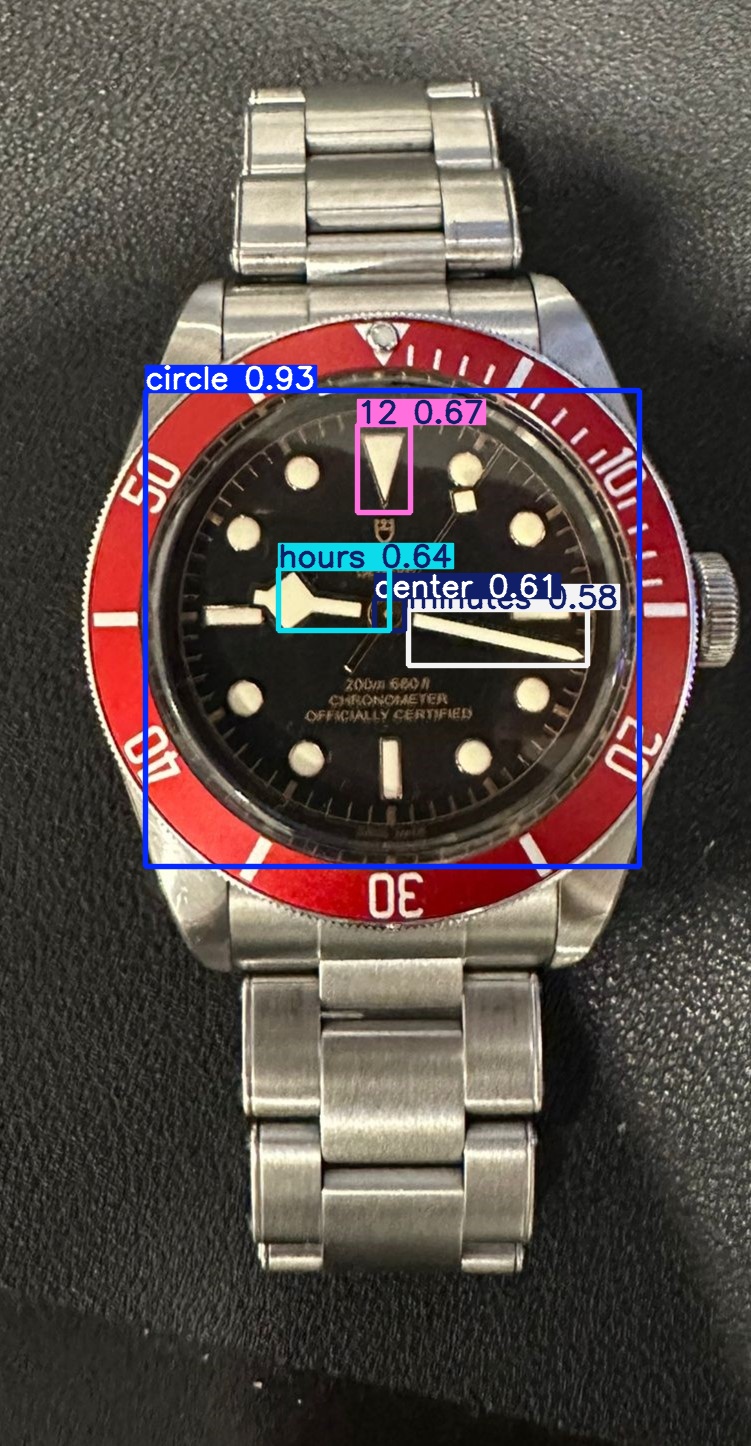 circle 0.93
12 0.67
10
50
hours 0.64
center 0.61
minutes 0.58
200m 660ft
CHRONOMETER
OFFICIALLY CERTIFIED
40
20
30